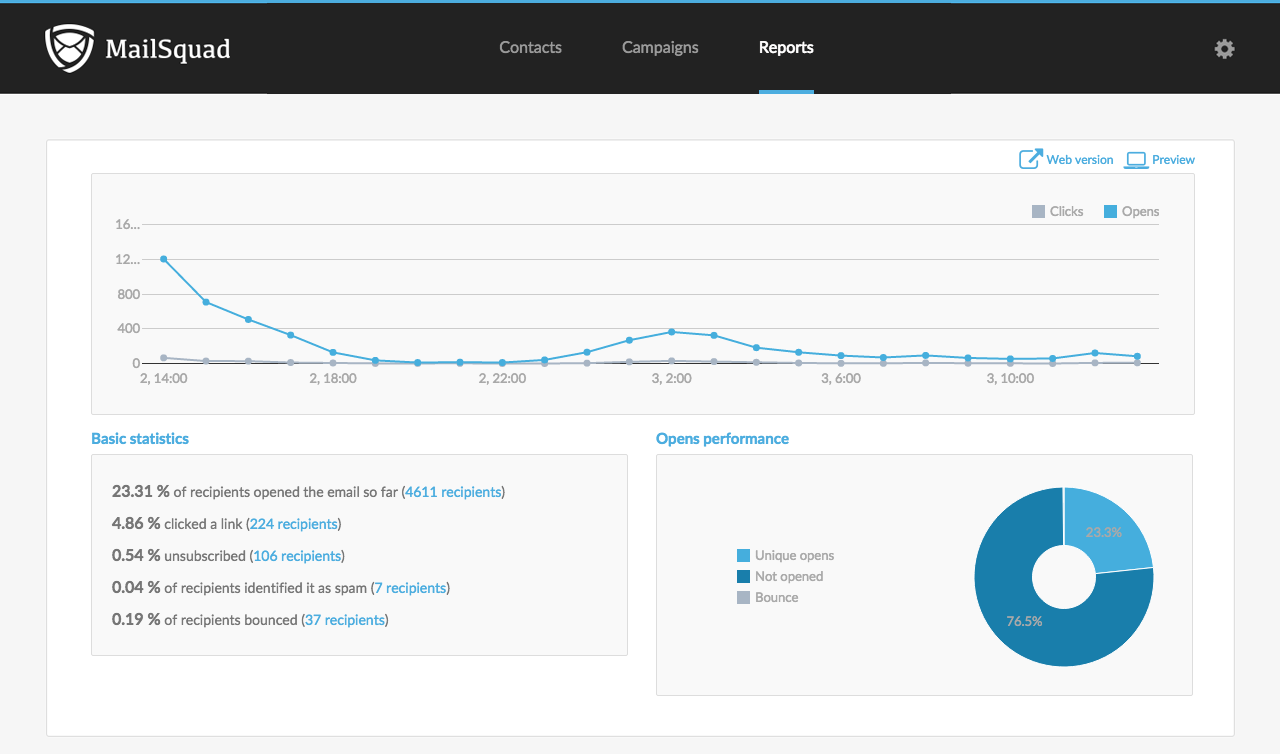 MailSquad
Contacts
Campaigns
Reports
Web version
Preview
Clicks
Opens
16...
12...
800
400
0
2, 14:00
2, 18:00
2, 22:00
3, 2:00
3, 6:00
3, 10:00
Basic statistics
23.31 % of recipients opened the email so far (4611 recipients)
4.86 % clicked a link (224 recipients)
0.54 % unsubscribed (106 recipients)
0.04 % of recipients identified it as spam (7 recipients)
0.19 % of recipients bounced (37 recipients)
Opens performance
Unique opens
Not opened
Bounce
23.3%
76.5%